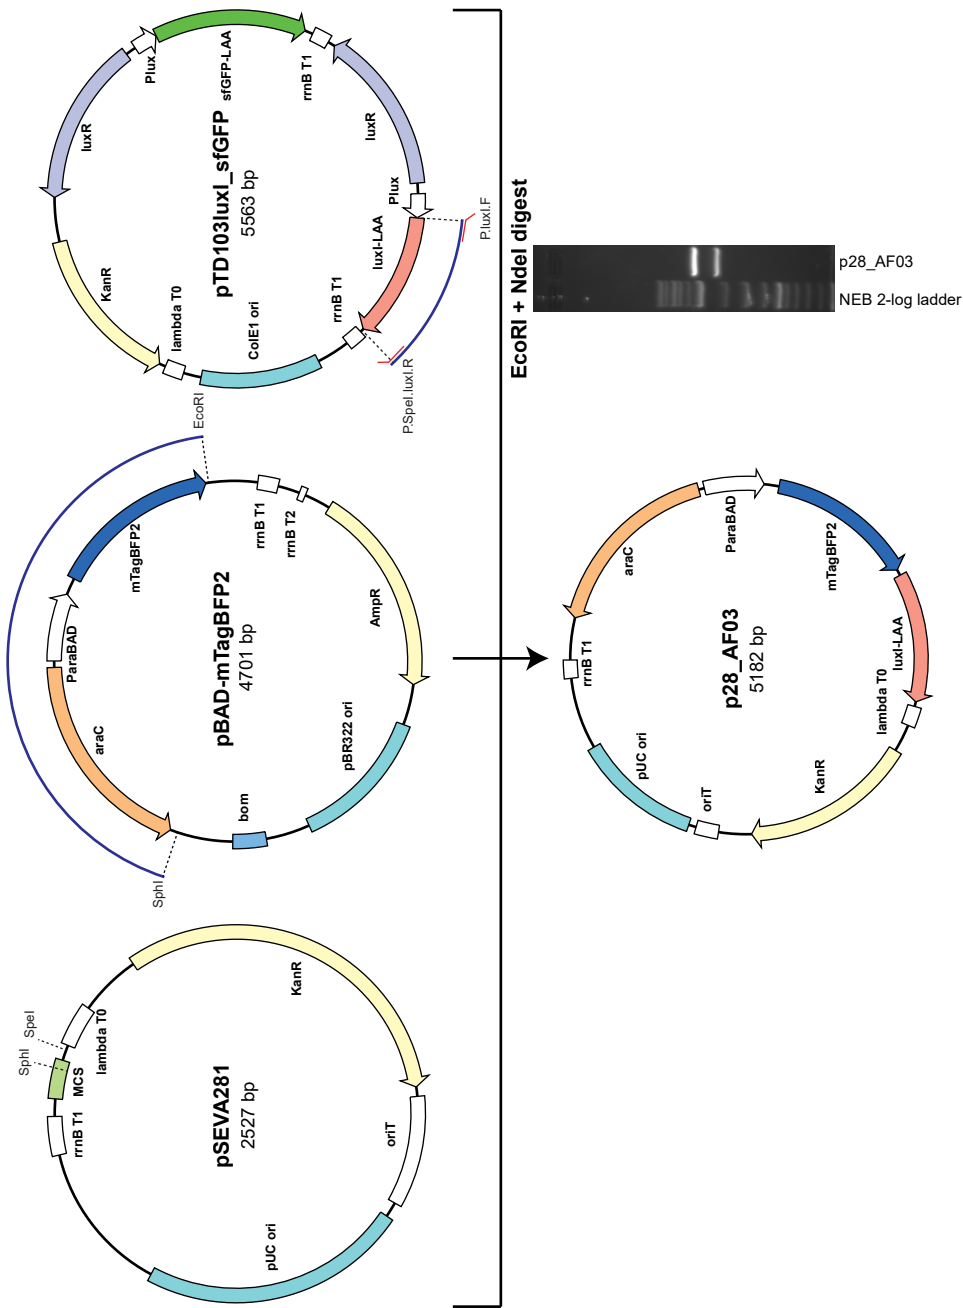 luxR
Plux
sfGFP-LAA
rrnB T1
luxR
Plux
luxI-LAA
rrnB T1
ColE1 ori
lambda T0
KanR
pTD103luxI_sfGFP
5563 bp
P.luxI.F
P.SpeI.luxI.R
EcoRI
SphI
araC
ParaBAD
mTagBFP2
rrnB T1
rrnB T2
AmpR
pBR322 ori
bom
pBAD-mTagBFP2
4701 bp
SphI
SpeI
rrnB T1
MCS
lambda T0
KanR
oriT
pUC ori
pSEVA281
2527 bp
EcoRI + NdeI digest
p28_AF03
NEB 2-log ladder
araC
ParaBAD
mTagBFP2
luxI-LAA
lambda T0
KanR
oriT
pUC ori
rrnB T1
p28_AF03
5182 bp